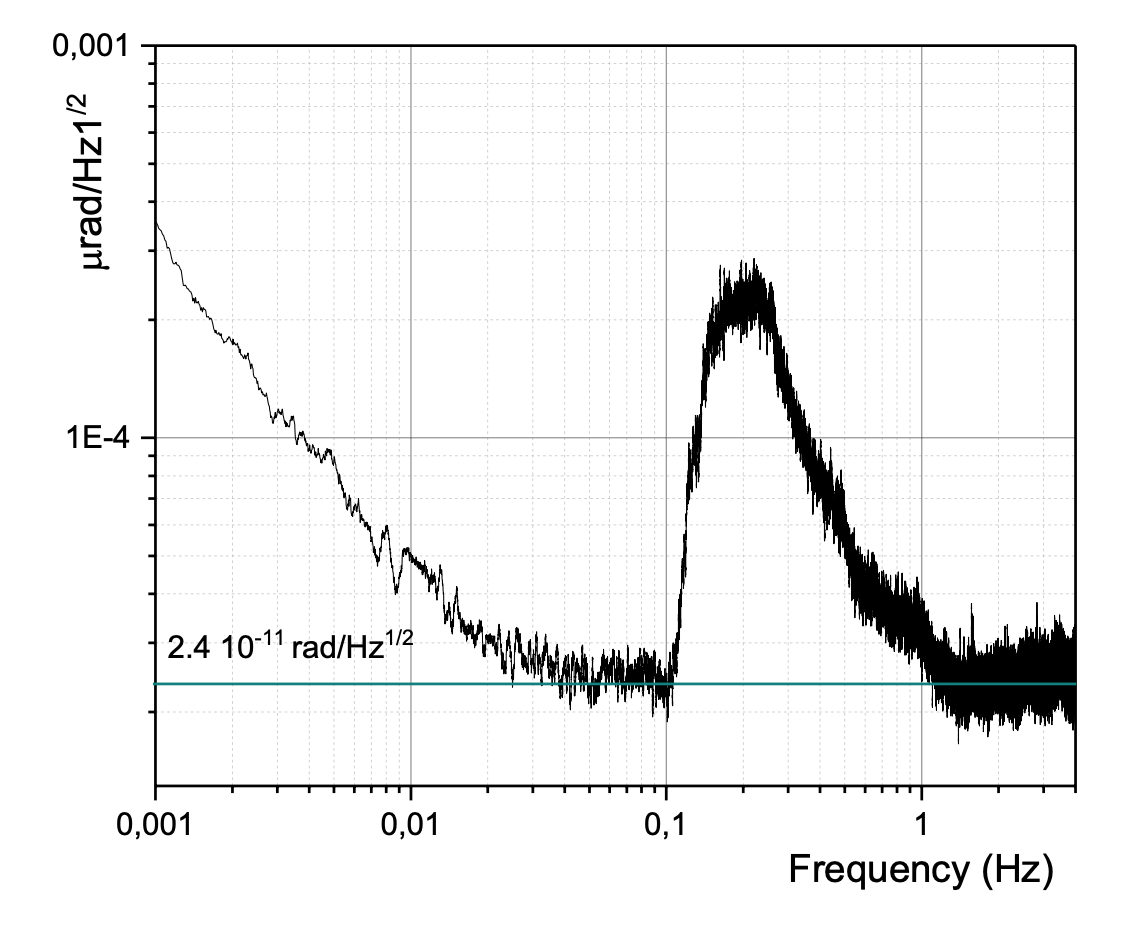 0,001
μrad/Hz1^/2
1E-4
2.4 10^-11 rad/Hz^1/2
0,001 0,01 0,1 1
Frequency (Hz)